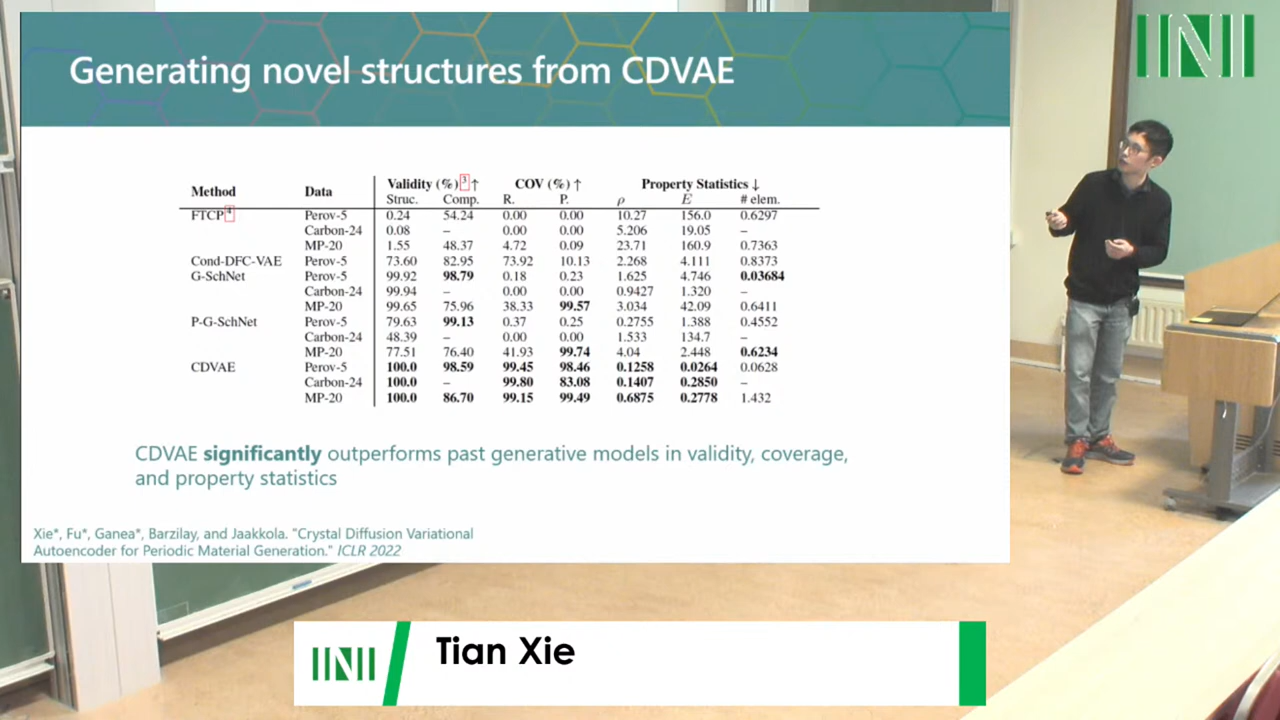 Generating novel structures from CDVAE
INI
Method Data Validity (%)3↑ COV (%) ↑ Property Statistics ↓
Struc. Comp. R. P. ρ E # elem.
FTCP4 Perov-5 0.24 54.24 0.00 0.00 10.27 156.0 0.6297
Carbon-24 0.08 – 0.00 0.00 5.206 19.05 –
MP-20 1.55 48.37 4.72 0.09 23.71 160.9 0.7363
Cond-DFC-VAE Perov-5 73.60 82.95 73.92 10.13 2.268 4.111 0.8373
G-SchNet Perov-5 99.92 98.79 0.18 0.23 1.625 4.746 0.03684
Carbon-24 99.94 – 0.00 0.00 0.9427 1.320 –
MP-20 99.65 75.96 38.33 99.57 3.034 42.09 0.6411
P-G-SchNet Perov-5 79.63 99.13 0.37 0.25 0.2755 1.388 0.4552
Carbon-24 48.39 – 0.00 0.00 1.533 134.7 –
MP-20 77.51 76.40 41.93 99.74 4.04 2.448 0.6234
CDVAE Perov-5 100.0 98.59 99.45 98.46 0.1258 0.0264 0.0628
Carbon-24 100.0 – 99.80 83.08 0.1407 0.2850 –
MP-20 100.0 86.70 99.15 99.49 0.6875 0.2778 1.432
CDVAE significantly outperforms past generative models in validity, coverage,
and property statistics
Xie*, Fu*, Ganea*, Barzilay, and Jaakkola. "Crystal Diffusion Variational
Autoencoder for Periodic Material Generation." ICLR 2022
INI
Tian Xie